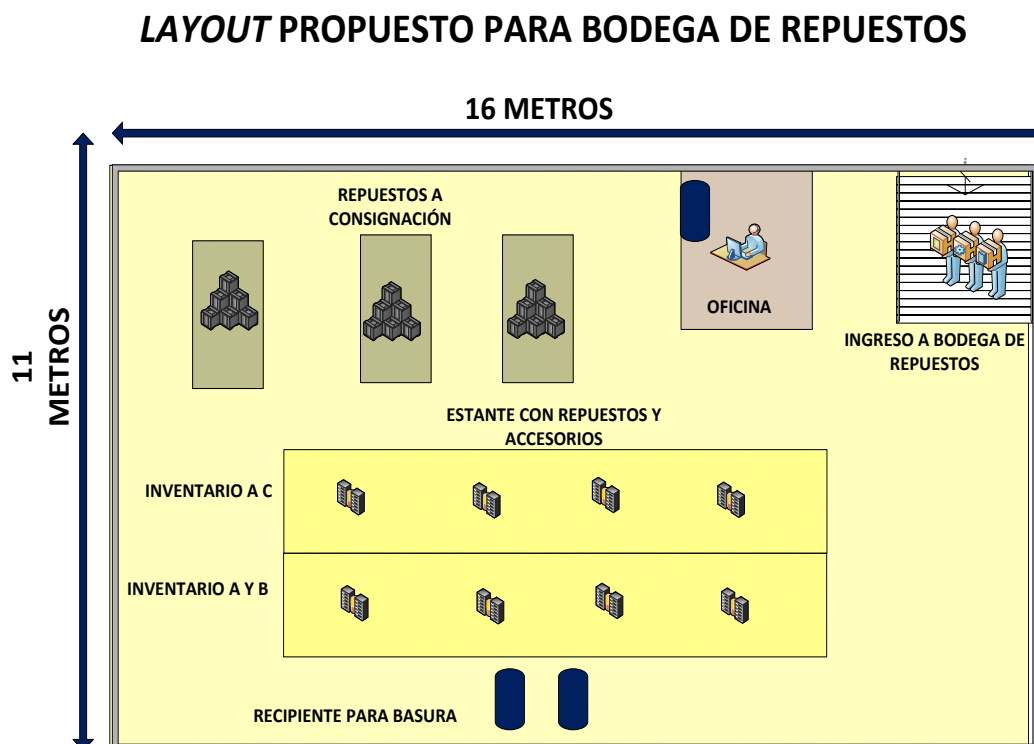 LAYOUT PROPUESTO PARA BODEGA DE REPUESTOS
16 METROS
11
METROS
REPUESTOS A
CONSIGNACIÓN
OFICINA
INGRESO A BODEGA DE
REPUESTOS
ESTANTE CON REPUESTOS Y
ACCESORIOS
INVENTARIO A C
INVENTARIO A Y B
RECIPIENTE PARA BASURA